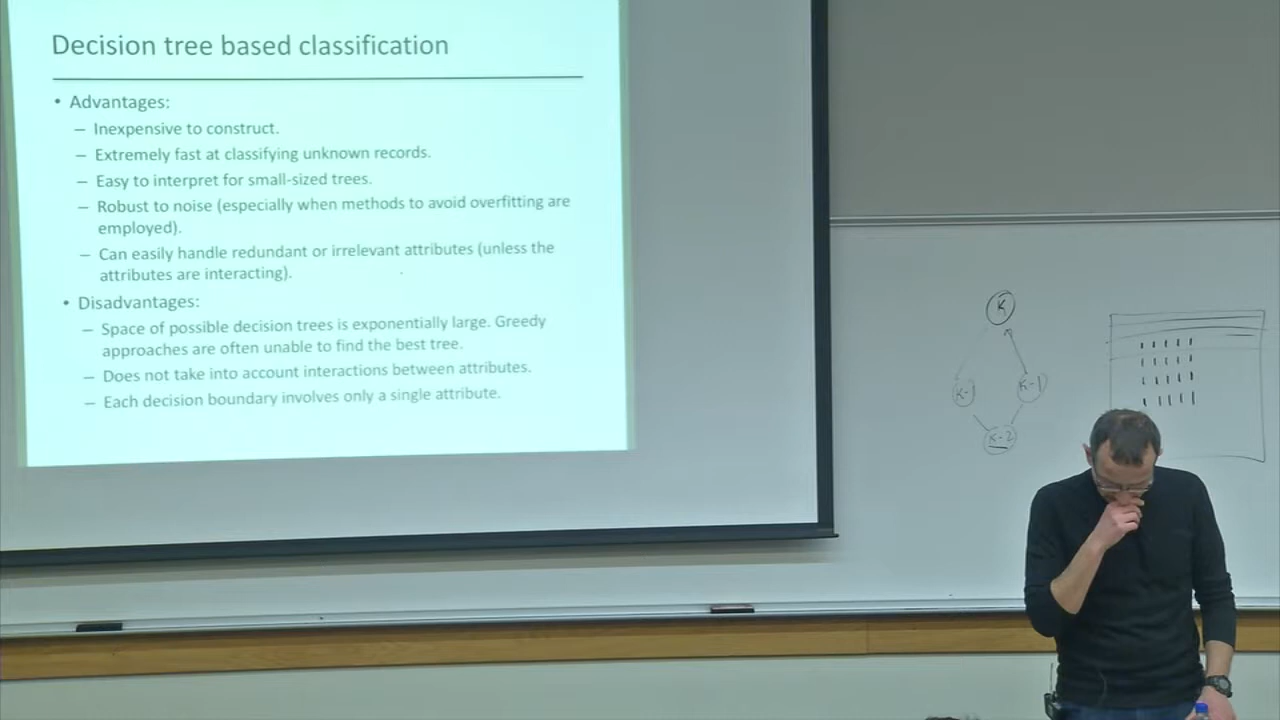 Decision tree based classification
• Advantages:
– Inexpensive to construct.
– Extremely fast at classifying unknown records.
– Easy to interpret for small-sized trees.
– Robust to noise (especially when methods to avoid overfitting are
employed).
– Can easily handle redundant or irrelevant attributes (unless the
attributes are interacting).
• Disadvantages:
– Space of possible decision trees is exponentially large. Greedy
approaches are often unable to find the best tree.
– Does not take into account interactions between attributes.
– Each decision boundary involves only a single attribute.
K
K-1 K-1
K-2